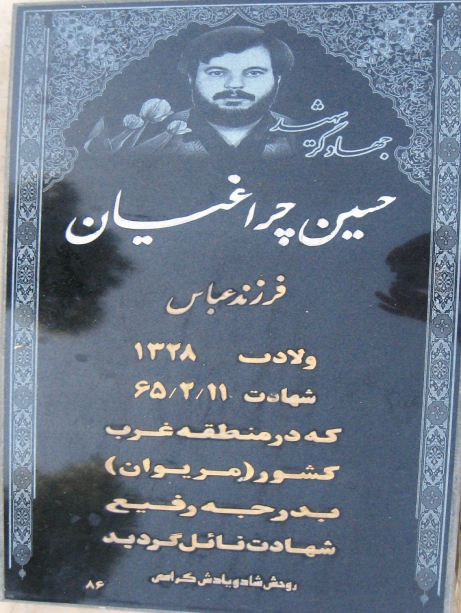 شهید
جهادگر
حسین چراغیان
فرزند عباس
ولادت ۱۳۲۸
شهادت ۶۵/۲/۱۱
که در منطقه غرب
کشور (مریوان)
بدرجه رفیع
شهادت نائل گردید
روحش شاد و یادش گرامی
۸۶